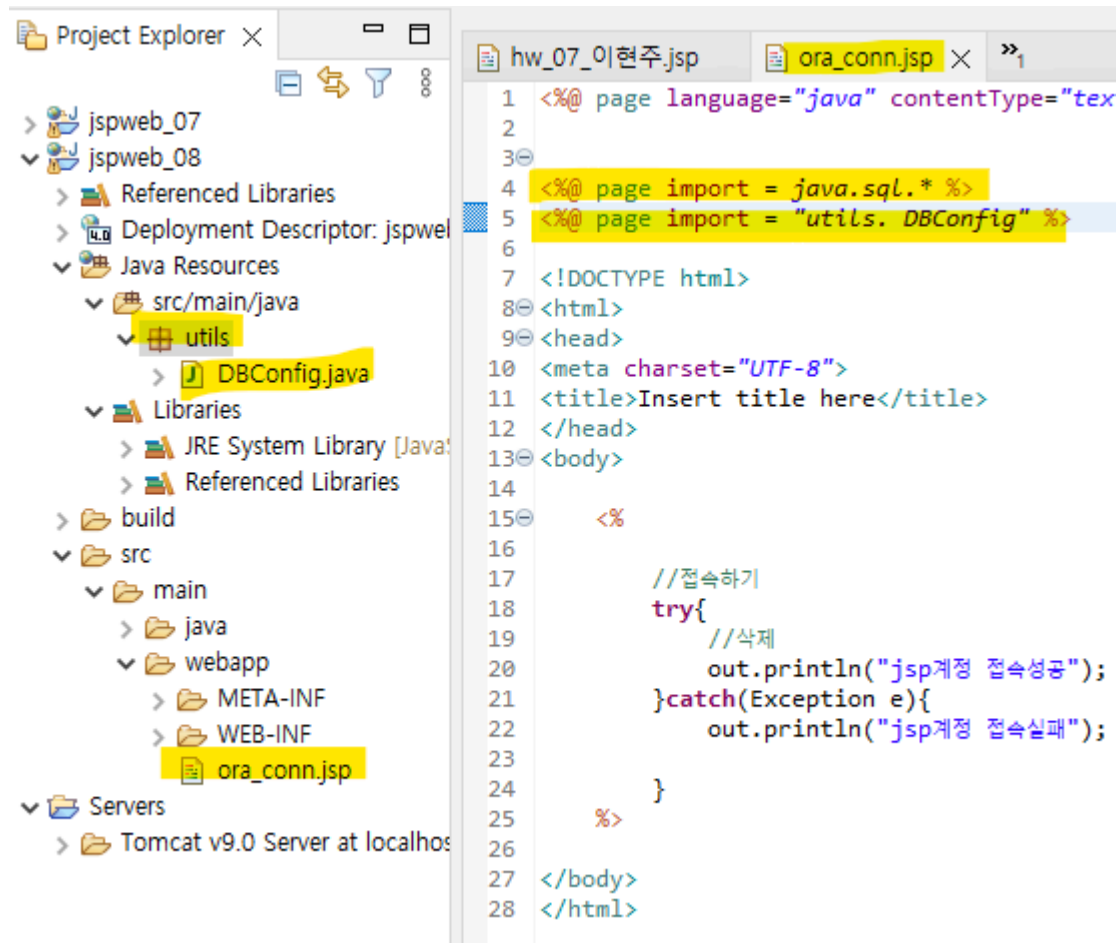 Project Explorer
jspweb_07
jspweb_08
Referenced Libraries
Deployment Descriptor: jspwel
Java Resources
src/main/java
utils
DBConfig.java
Libraries
JRE System Library [Java
Referenced Libraries
build
src
main
java
webapp
META-INF
WEB-INF
ora_conn.jsp
Servers
Tomcat v9.0 Server at localhos
hw_07_이현주.jsp
ora_conn.jsp
1
1 <%@ page language="java" contentType="tex
2
3
4 <%@ page import = java.sql.* %>
5 <%@ page import = "utils. DBConfig" %>
6
7 <!DOCTYPE html>
8 <html>
9 <head>
10 <meta charset="UTF-8">
11 <title>Insert title here</title>
12 </head>
13 <body>
14
15 <%
16
17 //접속하기
18 try{
19 //삭제
20 out.println("jsp계정 접속성공");
21 }catch(Exception e){
22 out.println("jsp계정 접속실패");
23
24 }
25 %>
26
27 </body>
28 </html>